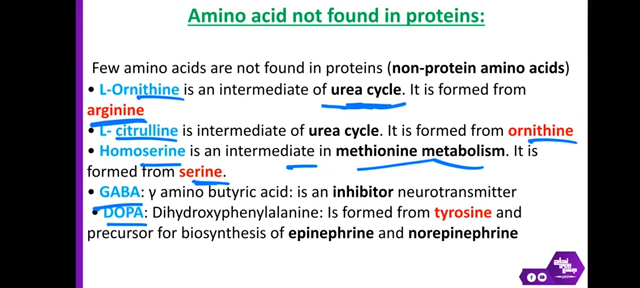 Amino acid not found in proteins:
Few amino acids are not found in proteins (non-protein amino acids)
• L-Ornithine is an intermediate of urea cycle. It is formed from
arginine
• L- citrulline is intermediate of urea cycle. It is formed from ornithine
• Homoserine is an intermediate in methionine metabolism. It is
formed from serine.
• GABA: γ amino butyric acid: is an inhibitor neurotransmitter
• DOPA: Dihydroxyphenylalanine: Is formed from tyrosine and
precursor for biosynthesis of epinephrine and norepinephrine